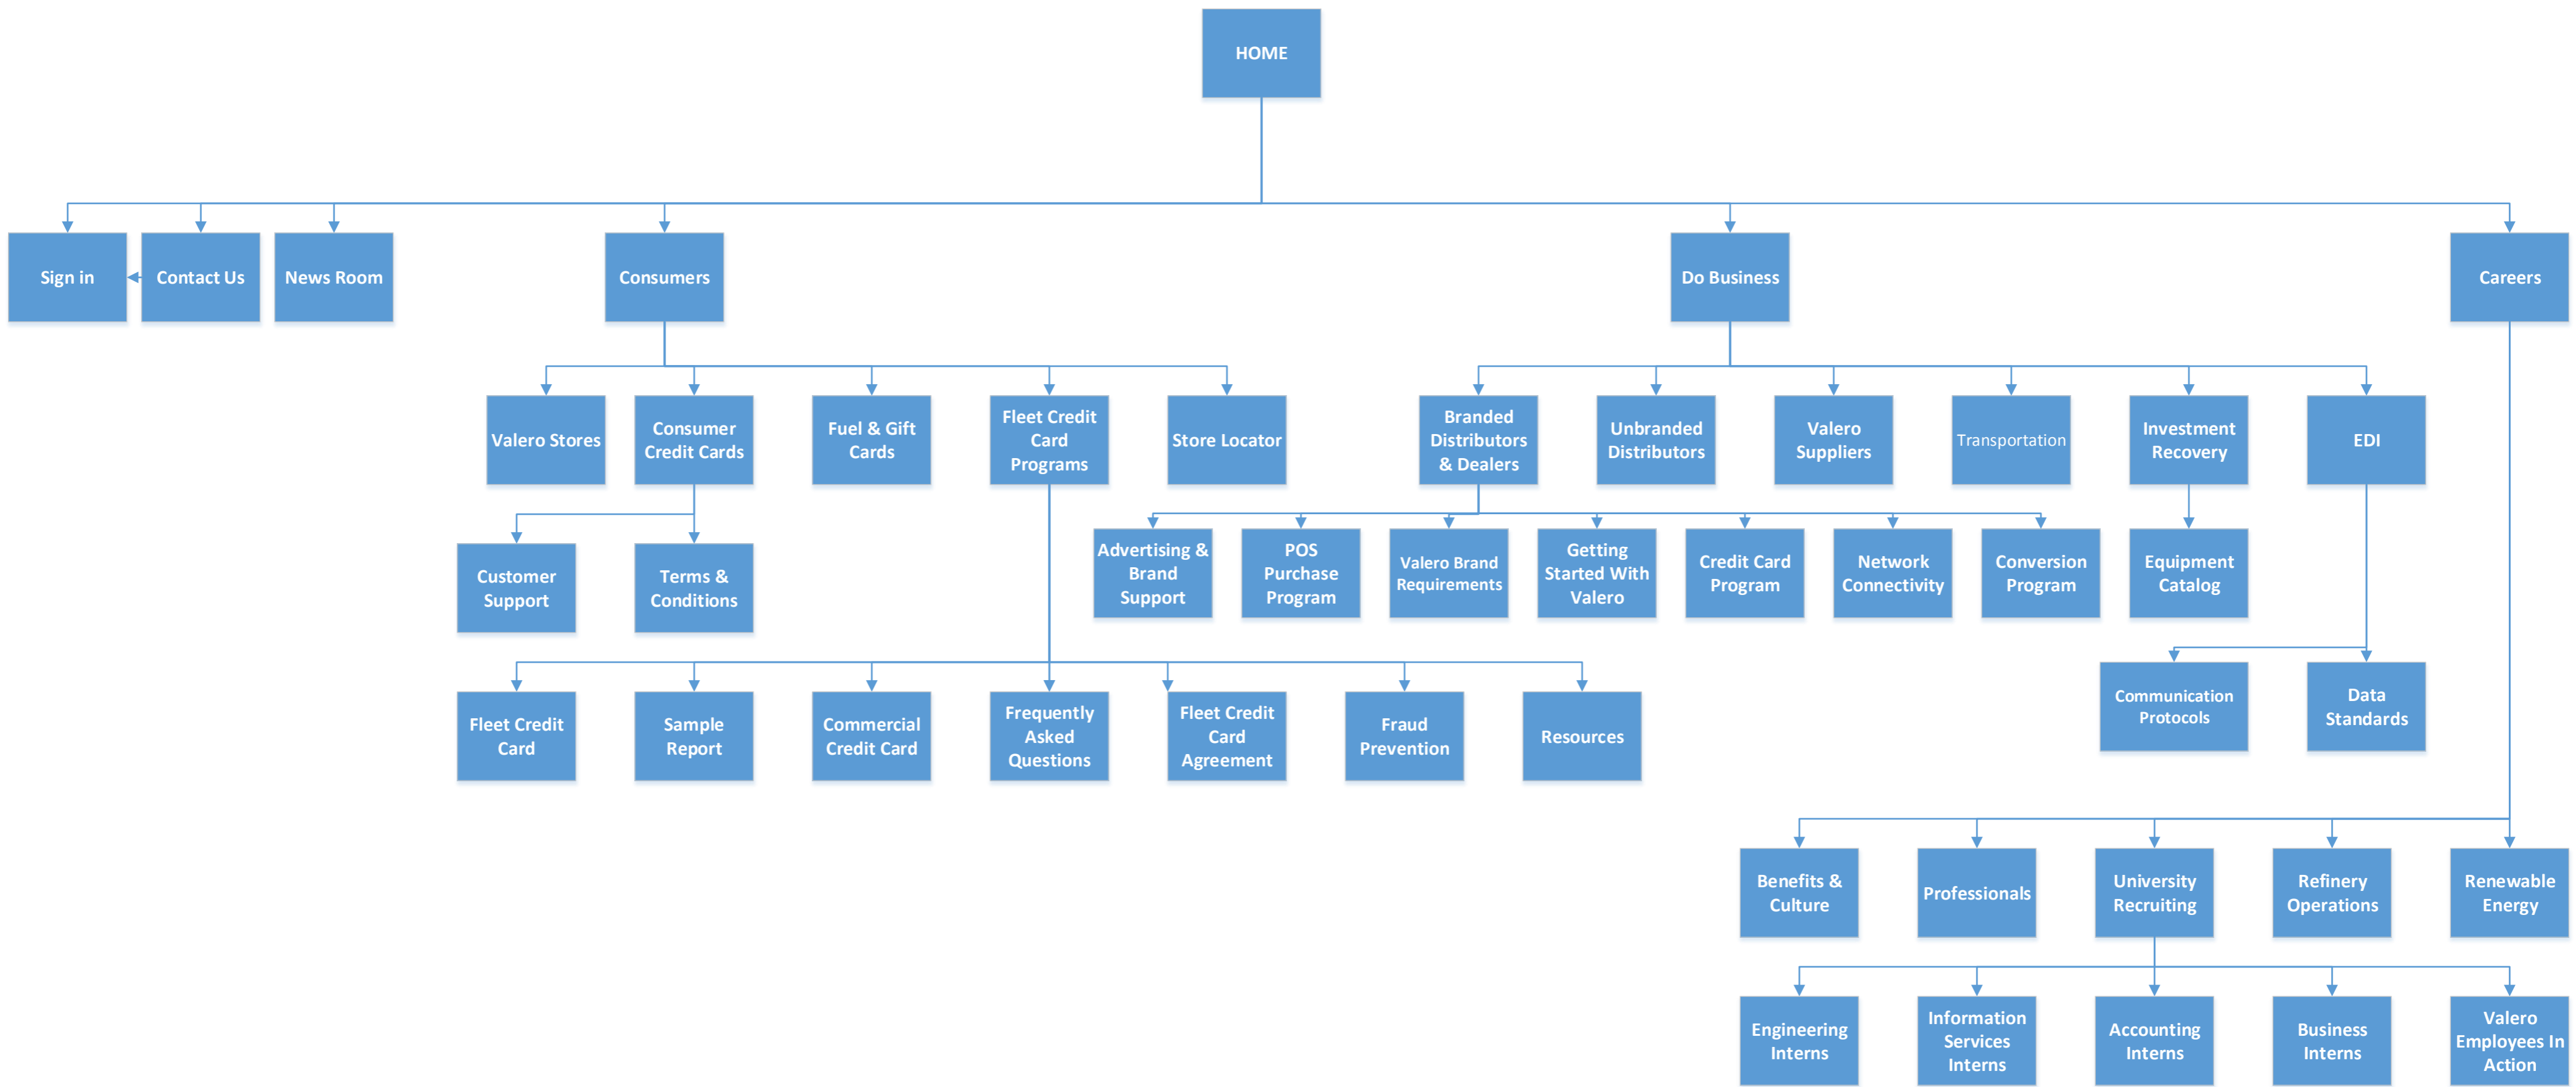 HOME
Sign in
Contact Us
News Room
Consumers
Do Business
Careers
Valero Stores
Consumer
Credit Cards
Fuel & Gift
Cards
Fleet Credit
Card
Programs
Store Locator
Branded
Distributors
& Dealers
Unbranded
Distributors
Valero
Suppliers
Transportation
Investment
Recovery
EDI
Customer
Support
Terms &
Conditions
Advertising &
Brand
Support
POS
Purchase
Program
Valero Brand
Requirements
Getting
Started With
Valero
Credit Card
Program
Network
Connectivity
Conversion
Program
Equipment
Catalog
Fleet Credit
Card
Sample
Report
Commercial
Credit Card
Frequently
Asked
Questions
Fleet Credit
Card
Agreement
Fraud
Prevention
Resources
Communication
Protocols
Data
Standards
Benefits &
Culture
Professionals
University
Recruiting
Refinery
Operations
Renewable
Energy
Engineering
Interns
Information
Services
Interns
Accounting
Interns
Business
Interns
Valero
Employees In
Action